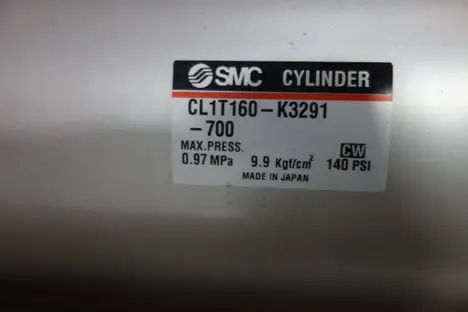 SMC CYLINDER
CL1T160-K3291
-700
MAX.PRESS. CW
0.97 MPa 9.9 Kgf/cm² 140 PSI
MADE IN JAPAN